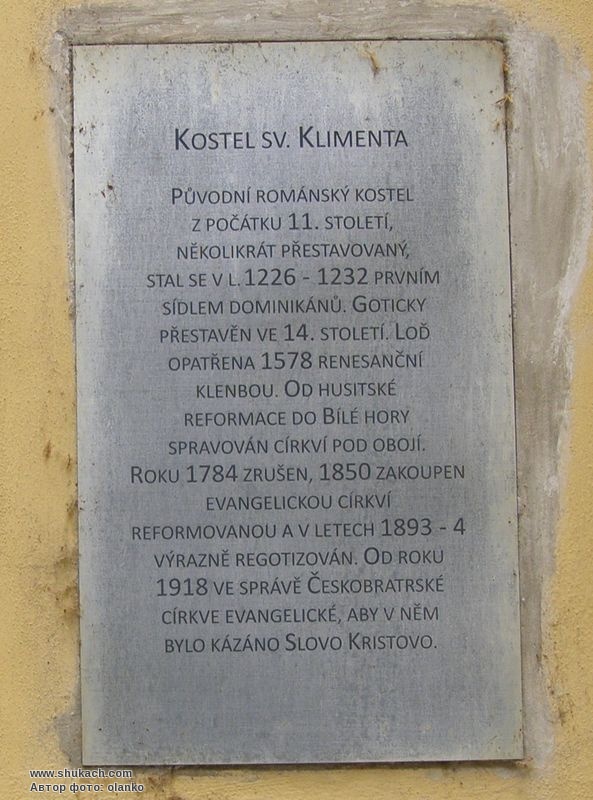 Kostel sv. Klimenta
Původní románský kostel
z počátku 11. století,
několikrát přestavovaný,
stal se v l. 1226 - 1232 prvním
sídlem dominikánů. Goticky
přestavěn ve 14. století. Loď
opatřena 1578 renesanční
klenbou. Od husitské
reformace do Bílé hory
spravován církví pod obojí.
Roku 1784 zrušen, 1850 zakoupen
evangelickou církví
reformovanou a v letech 1893 - 4
výrazně regotizován. Od roku
1918 ve správě Českobratrské
církve evangelické, aby v něm
bylo kázáno Slovo Kristovo.
www.shukach.com
Автор фото: olanko